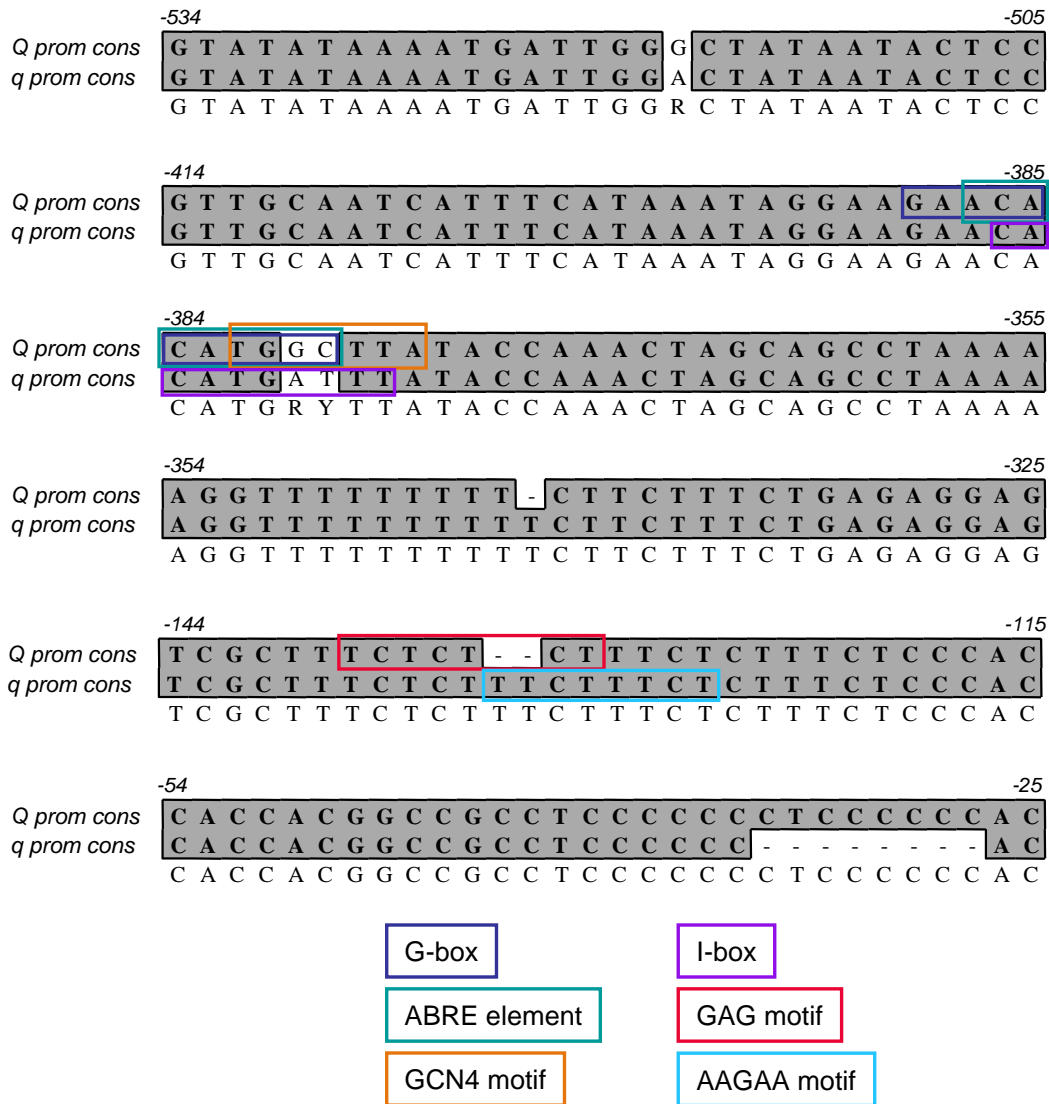 -534 -505
Q prom cons G T A T A T A A A A T G A T T G G G C T A T A A T A C T C C
q prom cons G T A T A T A A A A T G A T T G G A C T A T A A T A C T C C
G T A T A T A A A A T G A T T G G R C T A T A A T A C T C C
-414 -385
Q prom cons G T T G C A A T C A T T T C A T A A A T A G G A A G A A C A
q prom cons G T T G C A A T C A T T T C A T A A A T A G G A A G A A C A
G T T G C A A T C A T T T C A T A A A T A G G A A G A A C A
-384 -355
Q prom cons C A T G G C T T A T A C C A A A C T A G C A G C C T A A A A
q prom cons C A T G A T T T A T A C C A A A C T A G C A G C C T A A A A
C A T G R Y T T A T A C C A A A C T A G C A G C C T A A A A
-354 -325
Q prom cons A G G T T T T T T T T T - C T T C T T T C T G A G A G G A G
q prom cons A G G T T T T T T T T T T C T T C T T T C T G A G A G G A G
A G G T T T T T T T T T T C T T C T T T C T G A G A G G A G
-144 -115
Q prom cons T C G C T T T C T C T - - C T T T C T C T T T C T C C C A C
q prom cons T C G C T T T C T C T T T C T T T C T C T T T C T C C C A C
T C G C T T T C T C T T T C T T T C T C T T T C T C C C A C
-54 -25
Q prom cons C A C C A C G G C C G C C T C C C C C C C T C C C C C C A C
q prom cons C A C C A C G G C C G C C T C C C C C C - - - - - - - - A C
C A C C A C G G C C G C C T C C C C C C C T C C C C C C A C
G-box I-box
ABRE element GAG motif
GCN4 motif AAGAA motif